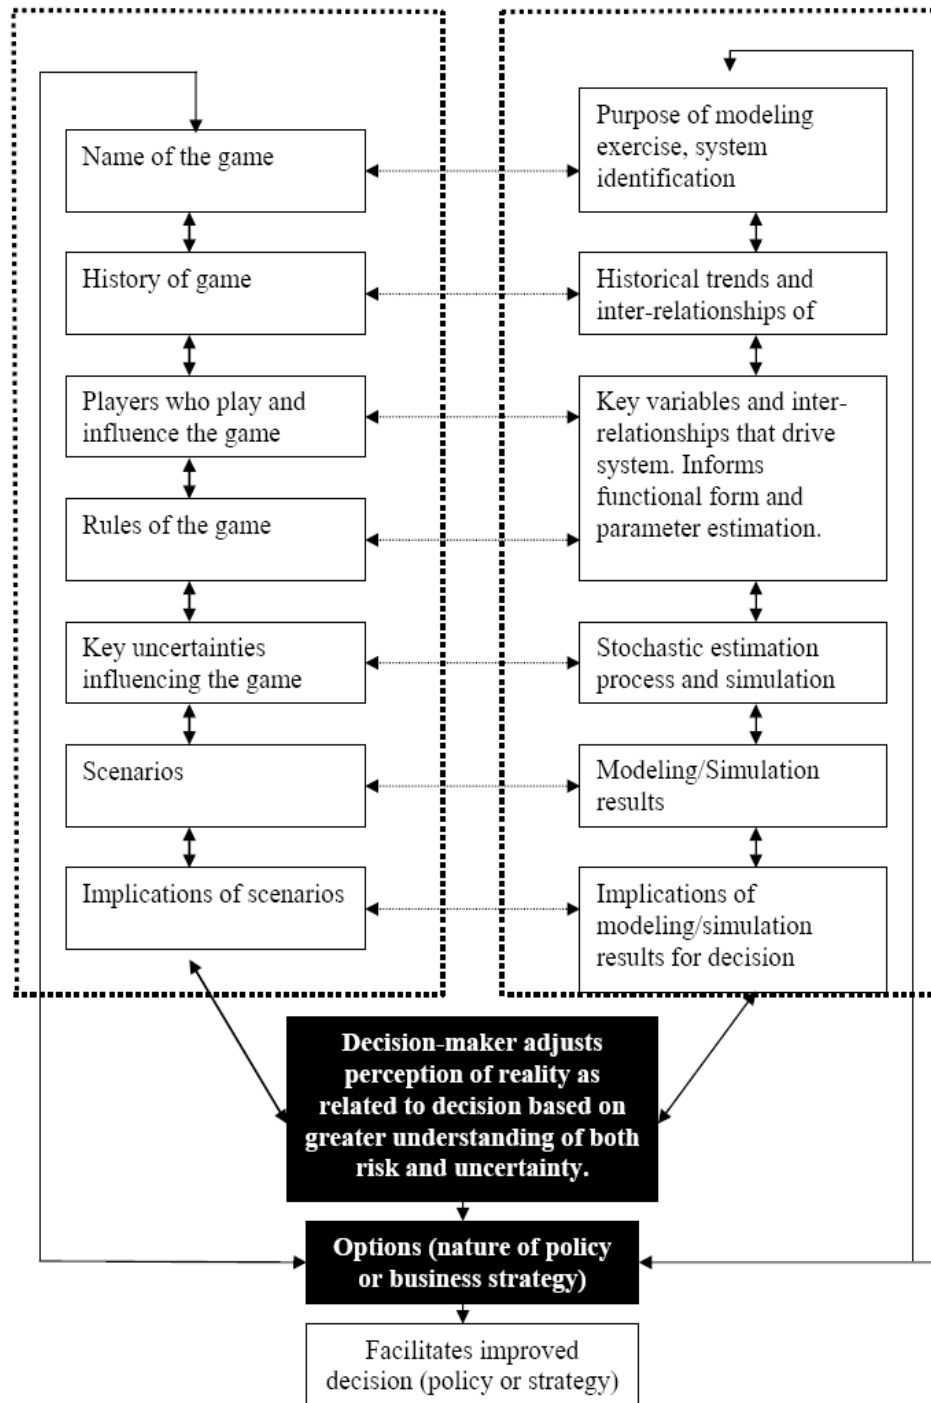 Name of the game
Purpose of modeling
exercise, system
identification
History of game
Historical trends and
inter-relationships of
Players who play and
influence the game
Key variables and inter-
relationships that drive
system. Informs
functional form and
parameter estimation.
Rules of the game
Key uncertainties
influencing the game
Stochastic estimation
process and simulation
Scenarios
Modeling/Simulation
results
Implications of scenarios
Implications of
modeling/simulation
results for decision
Decision-maker adjusts
perception of reality as
related to decision based on
greater understanding of both
risk and uncertainty.
Options (nature of policy
or business strategy)
Facilitates improved
decision (policy or strategy)